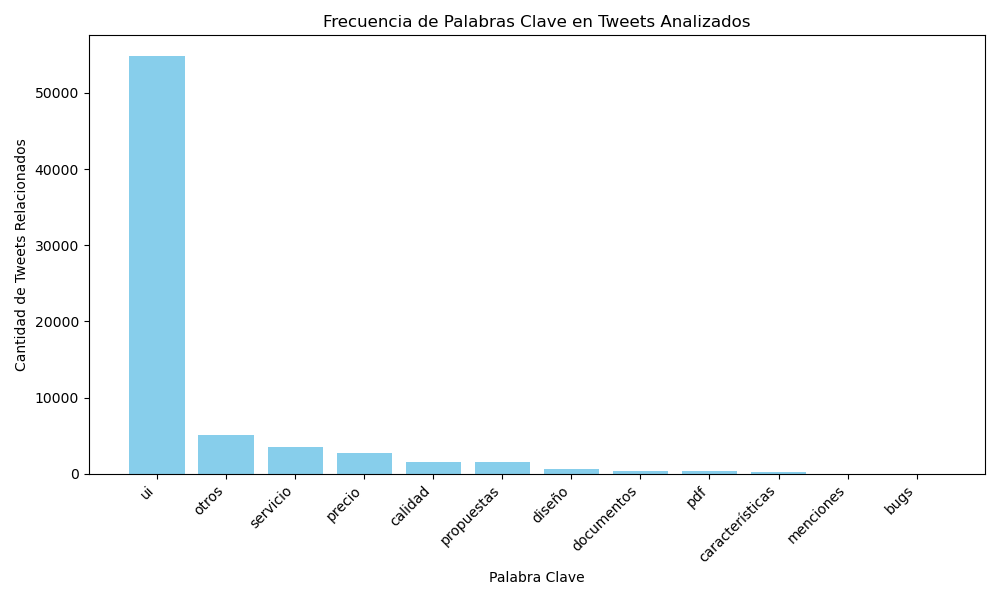 Frecuencia de Palabras Clave en Tweets Analizados
Cantidad de Tweets Relacionados
50000
40000
30000
20000
10000
0
ui
otros
servicio
precio
calidad
propuestas
diseño
documentos
pdf
características
menciones
bugs
Palabra Clave